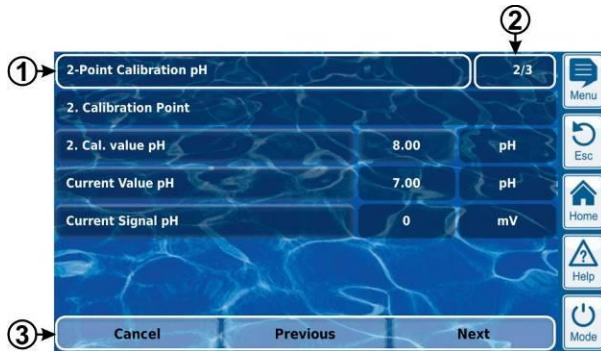 2
1
2-Point Calibration pH 2/3
Menu
2. Calibration Point
2. Cal. value pH 8.00 pH
Esc
Current Value pH 7.00 pH
Current Signal pH 0 mV
Home
Help
3
Cancel Previous Next
Mode